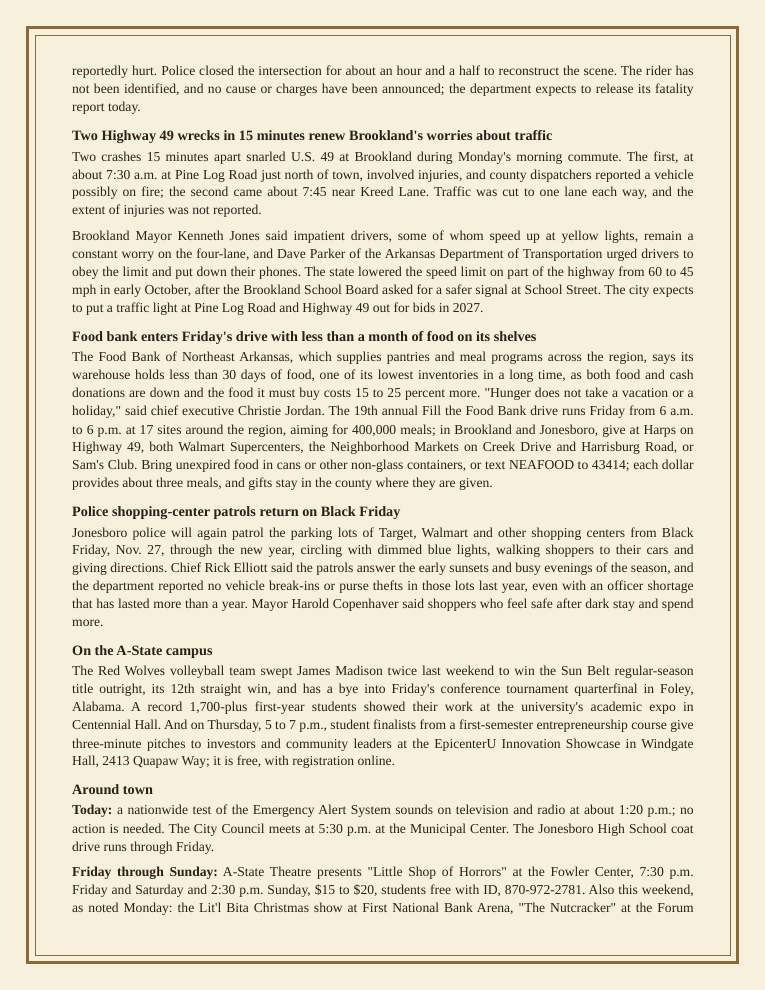 reportedly hurt. Police closed the intersection for about an hour and a half to reconstruct the scene. The rider has
not been identified, and no cause or charges have been announced; the department expects to release its fatality
report today.
Two Highway 49 wrecks in 15 minutes renew Brookland's worries about traffic
Two crashes 15 minutes apart snarled U.S. 49 at Brookland during Monday's morning commute. The first, at
about 7:30 a.m. at Pine Log Road just north of town, involved injuries, and county dispatchers reported a vehicle
possibly on fire; the second came about 7:45 near Kreed Lane. Traffic was cut to one lane each way, and the
extent of injuries was not reported.
Brookland Mayor Kenneth Jones said impatient drivers, some of whom speed up at yellow lights, remain a
constant worry on the four-lane, and Dave Parker of the Arkansas Department of Transportation urged drivers to
obey the limit and put down their phones. The state lowered the speed limit on part of the highway from 60 to 45
mph in early October, after the Brookland School Board asked for a safer signal at School Street. The city expects
to put a traffic light at Pine Log Road and Highway 49 out for bids in 2027.
Food bank enters Friday's drive with less than a month of food on its shelves
The Food Bank of Northeast Arkansas, which supplies pantries and meal programs across the region, says its
warehouse holds less than 30 days of food, one of its lowest inventories in a long time, as both food and cash
donations are down and the food it must buy costs 15 to 25 percent more. "Hunger does not take a vacation or a
holiday," said chief executive Christie Jordan. The 19th annual Fill the Food Bank drive runs Friday from 6 a.m.
to 6 p.m. at 17 sites around the region, aiming for 400,000 meals; in Brookland and Jonesboro, give at Harps on
Highway 49, both Walmart Supercenters, the Neighborhood Markets on Creek Drive and Harrisburg Road, or
Sam's Club. Bring unexpired food in cans or other non-glass containers, or text NEAFOOD to 43414; each dollar
provides about three meals, and gifts stay in the county where they are given.
Police shopping-center patrols return on Black Friday
Jonesboro police will again patrol the parking lots of Target, Walmart and other shopping centers from Black
Friday, Nov. 27, through the new year, circling with dimmed blue lights, walking shoppers to their cars and
giving directions. Chief Rick Elliott said the patrols answer the early sunsets and busy evenings of the season, and
the department reported no vehicle break-ins or purse thefts in those lots last year, even with an officer shortage
that has lasted more than a year. Mayor Harold Copenhaver said shoppers who feel safe after dark stay and spend
more.
On the A-State campus
The Red Wolves volleyball team swept James Madison twice last weekend to win the Sun Belt regular-season
title outright, its 12th straight win, and has a bye into Friday's conference tournament quarterfinal in Foley,
Alabama. A record 1,700-plus first-year students showed their work at the university's academic expo in
Centennial Hall. And on Thursday, 5 to 7 p.m., student finalists from a first-semester entrepreneurship course give
three-minute pitches to investors and community leaders at the EpicenterU Innovation Showcase in Windgate
Hall, 2413 Quapaw Way; it is free, with registration online.
Around town
Today: a nationwide test of the Emergency Alert System sounds on television and radio at about 1:20 p.m.; no
action is needed. The City Council meets at 5:30 p.m. at the Municipal Center. The Jonesboro High School coat
drive runs through Friday.
Friday through Sunday: A-State Theatre presents "Little Shop of Horrors" at the Fowler Center, 7:30 p.m.
Friday and Saturday and 2:30 p.m. Sunday, $15 to $20, students free with ID, 870-972-2781. Also this weekend,
as noted Monday: the Lit'l Bita Christmas show at First National Bank Arena, "The Nutcracker" at the Forum